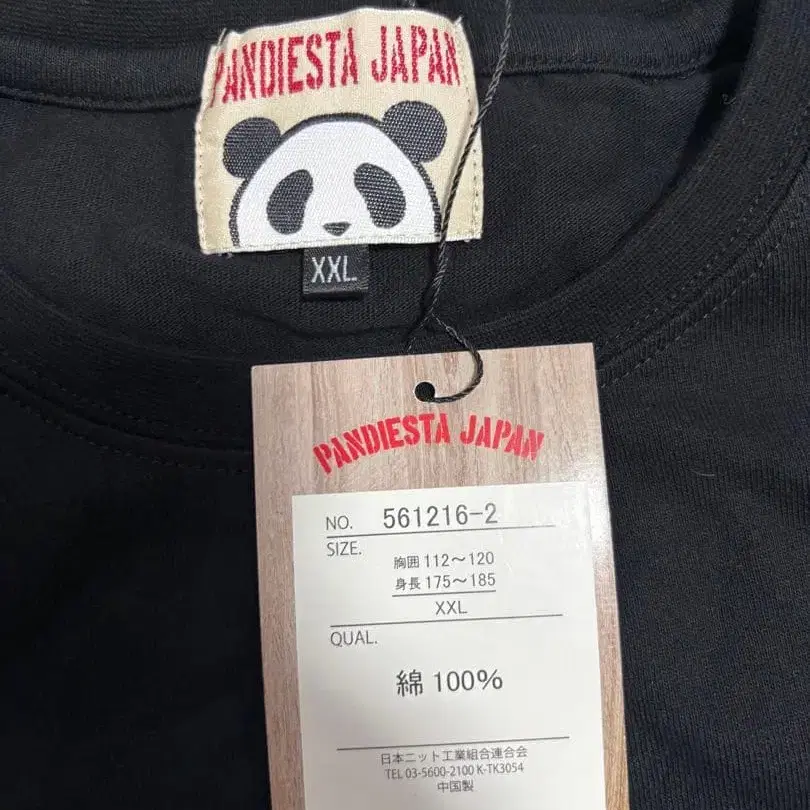 PANDIESTA JAPAN
XXL
PANDIESTA JAPAN
NO. 561216-2
SIZE.
胸囲 112～120
身長 175～185
XXL
QUAL.
綿 100%
日本ニット工業組合連合会
TEL 03-5600-2100 K-TK3054
中国製